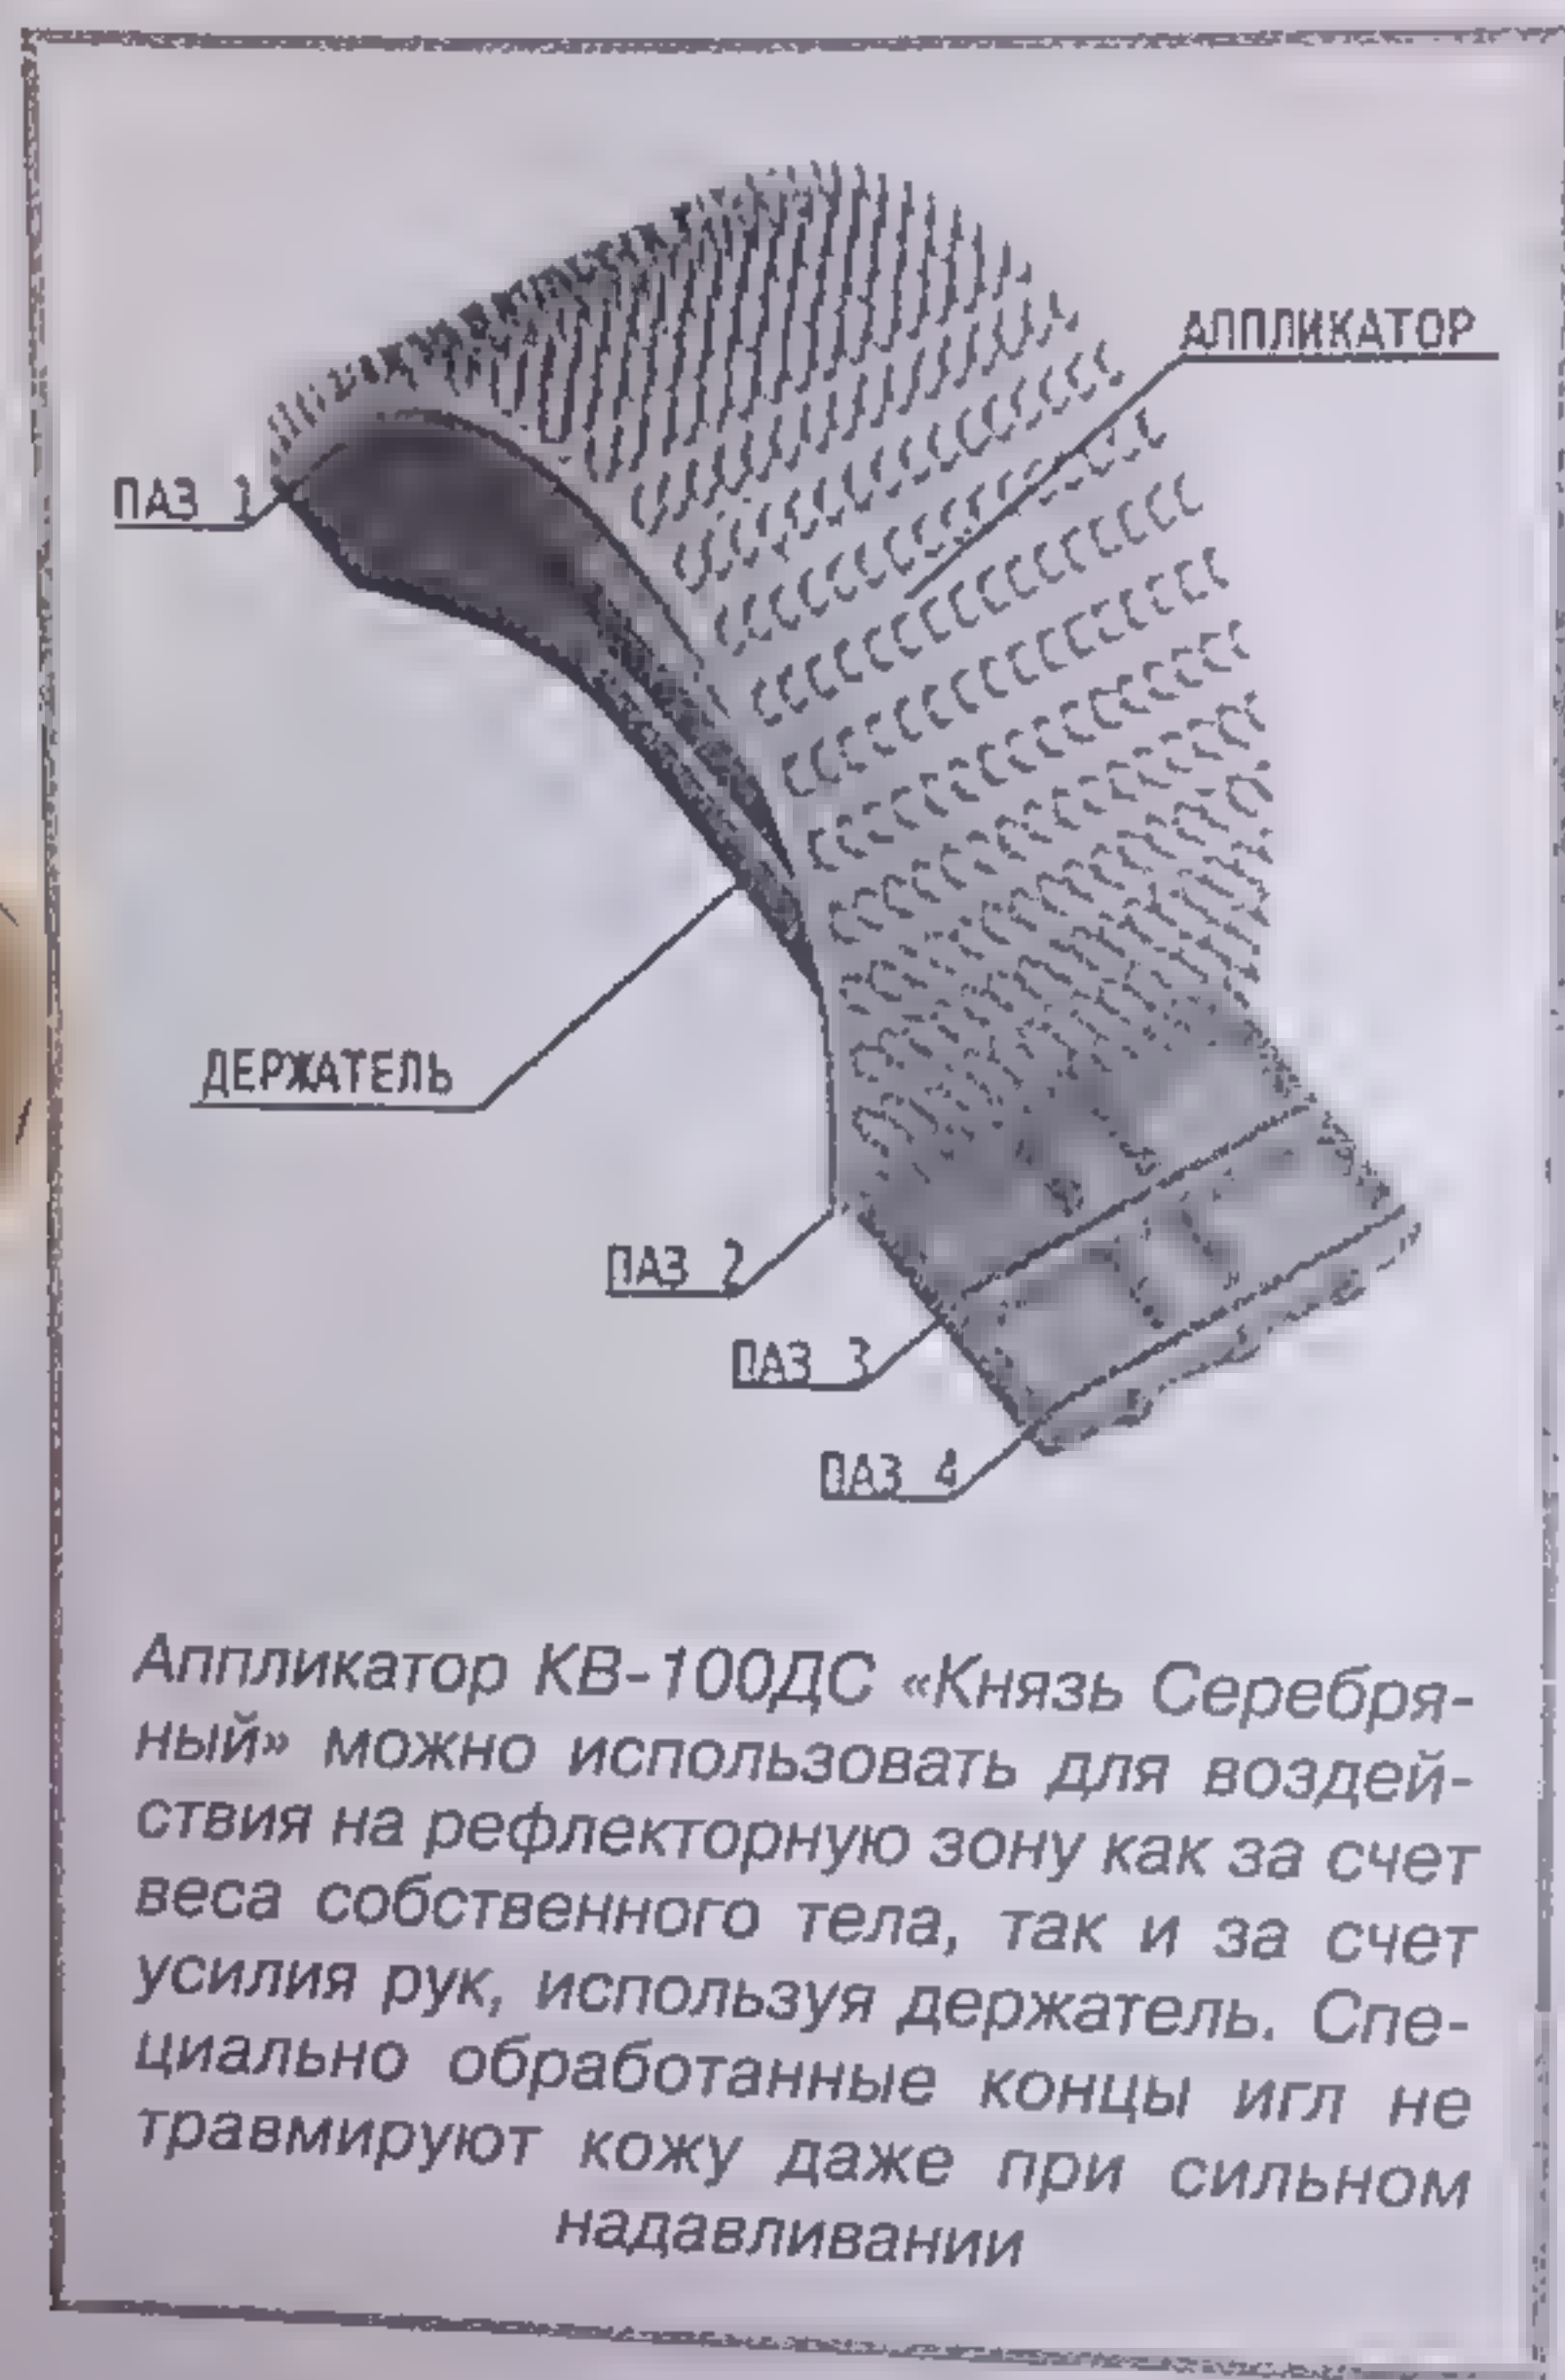 АППЛИКАТОР
ПАЗ 1
ДЕРЖАТЕЛЬ
ПАЗ 2
ПАЗ 3
ПАЗ 4
Аппликатор КВ-100ДС «Князь Серебря-
ный» можно использовать для воздей-
ствия на рефлекторную зону как за счет
веса собственного тела, так и за счет
усилия рук, используя держатель. Спе-
циально обработанные концы игл не
травмируют кожу даже при сильном
надавливании